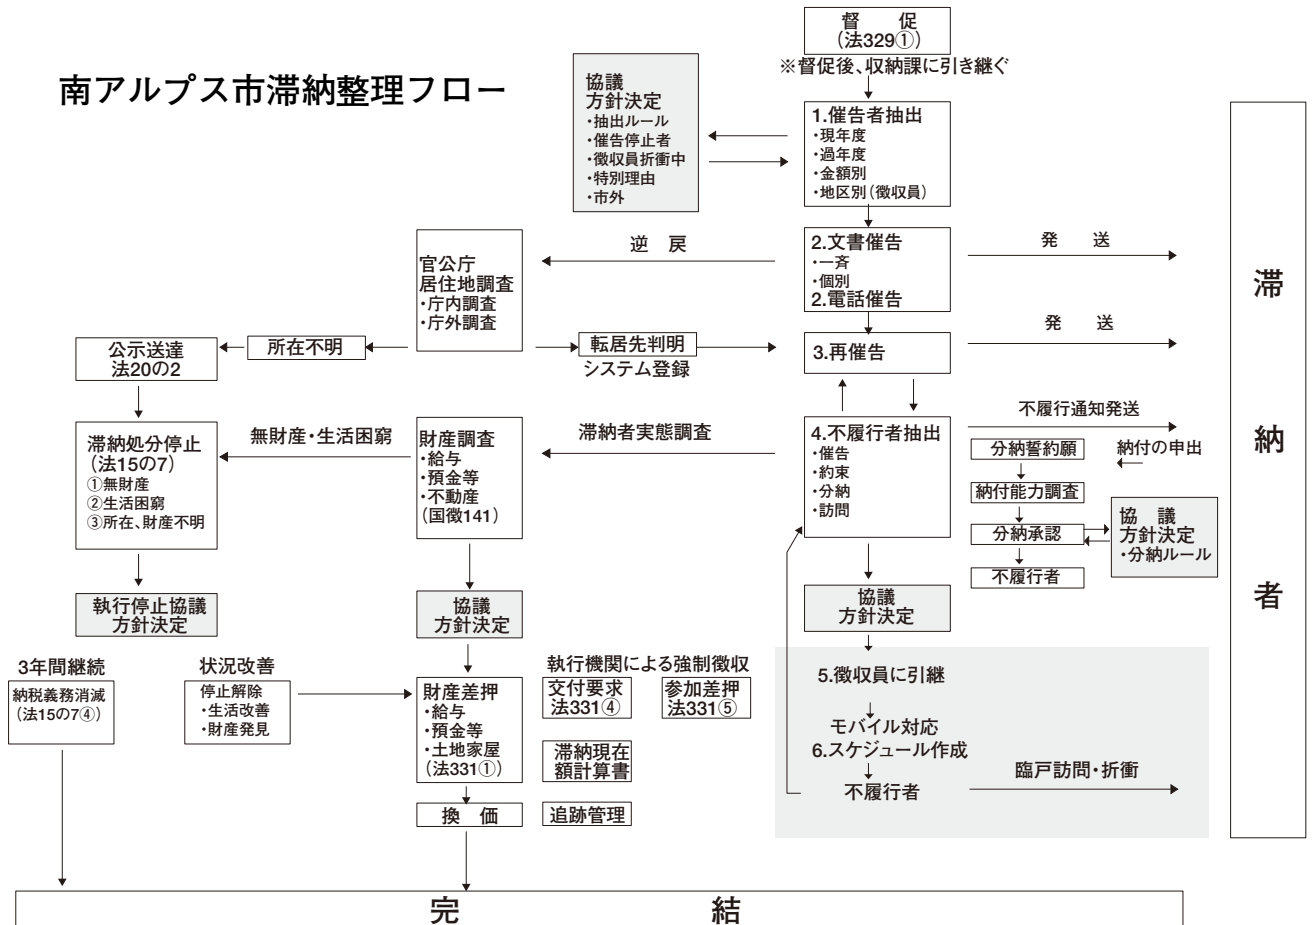 南アルプス市滞納整理フロー
督　促
(法329①)
※督促後、収納課に引き継ぐ
協議
方針決定
・抽出ルール
・催告停止者
・徴収員折衝中
・特別理由
・市外
1.催告者抽出
・現年度
・過年度
・金額別
・地区別(徴収員)
逆　戻
2.文書催告
・一斉
・個別
2.電話催告
発　送
官公庁
居住地調査
・庁内調査
・庁外調査
公示送達
法20の2
所在不明
転居先判明
システム登録
3.再催告
発　送
滞納処分停止
(法15の7)
①無財産
②生活困窮
③所在、財産不明
無財産・生活困窮
財産調査
・給与
・預金等
・不動産
(国徴141)
滞納者実態調査
4.不履行者抽出
・催告
・約束
・分納
・訪問
不履行通知発送
分納誓約願
納付の申出
納付能力調査
分納承認
不履行者
協　議
方針決定
・分納ルール
執行停止協議
方針決定
協議
方針決定
協議
方針決定
3年間継続
納税義務消滅
(法15の7④)
状況改善
停止解除
・生活改善
・財産発見
財産差押
・給与
・預金等
・土地家屋
(法331①)
執行機関による強制徴収
交付要求
法331④
参加差押
法331⑤
滞納現在
額計算書
換　価
追跡管理
5.徴収員に引継
モバイル対応
6.スケジュール作成
不履行者
臨戸訪問・折衝
滞
納
者
完　結